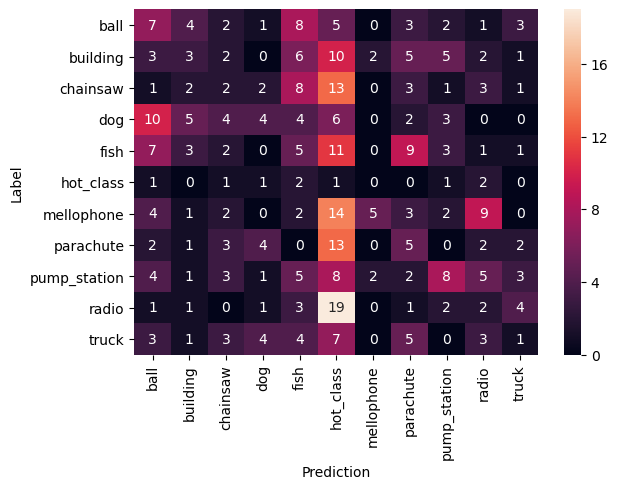 ball 7 4 2 1 8 5 0 3 2 1 3
building 3 3 2 0 6 10 2 5 5 2 1
chainsaw 1 2 2 2 8 13 0 3 1 3 1
dog 10 5 4 4 4 6 0 2 3 0 0
fish 7 3 2 0 5 11 0 9 3 1 1
hot_class 1 0 1 1 2 1 0 0 1 2 0
mellophone 4 1 2 0 2 14 5 3 2 9 0
parachute 2 1 3 4 0 13 0 5 0 2 2
pump_station 4 1 3 1 5 8 2 2 8 5 3
radio 1 1 0 1 3 19 0 1 2 2 4
truck 3 1 3 4 4 7 0 5 0 3 1
Label
ball building chainsaw dog fish hot_class mellophone parachute pump_station radio truck
Prediction
16
12
8
4
0